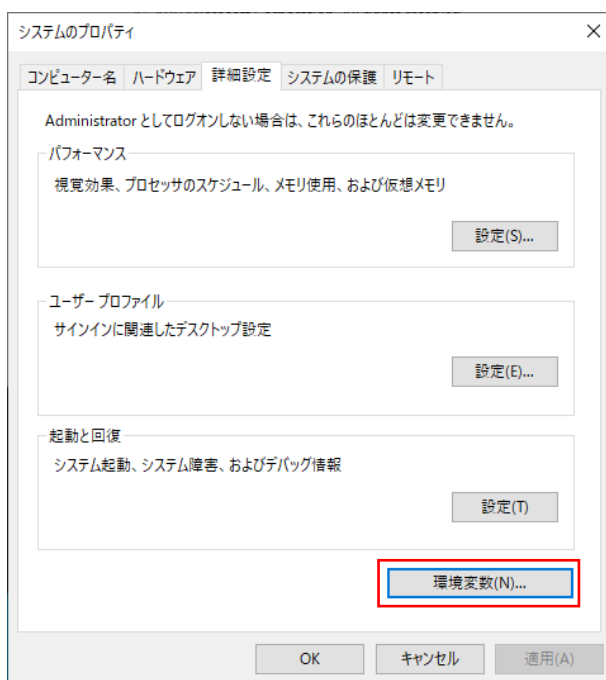 システムのプロパティ
コンピューター名 ハードウェア 詳細設定 システムの保護 リモート
Administrator としてログオンしない場合は、これらのほとんどは変更できません。
パフォーマンス
視覚効果、プロセッサのスケジュール、メモリ使用、および仮想メモリ
設定(S)...
ユーザー プロファイル
サインインに関連したデスクトップ設定
設定(E)...
起動と回復
システム起動、システム障害、およびデバッグ情報
設定(T)
環境変数(N)...
OK キャンセル 適用(A)